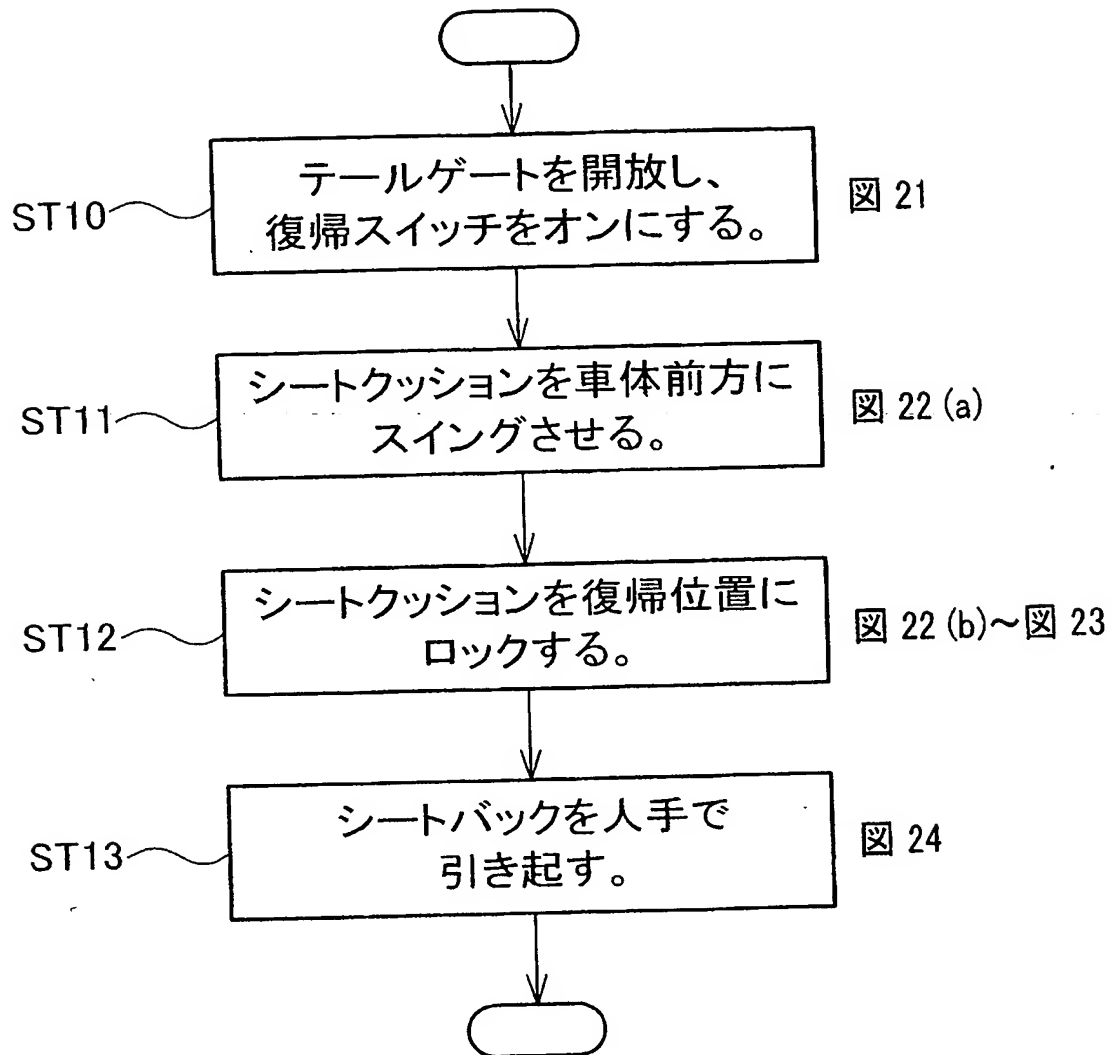 テールゲートを開放し、
復帰スイッチをオンにする。
ST10
図 21
シートクッションを車体前方に
スイングさせる。
ST11
図 22 (a)
シートクッションを復帰位置に
ロックする。
ST12
図 22 (b)～図 23
シートバックを人手で
引き起す。
ST13
図 24